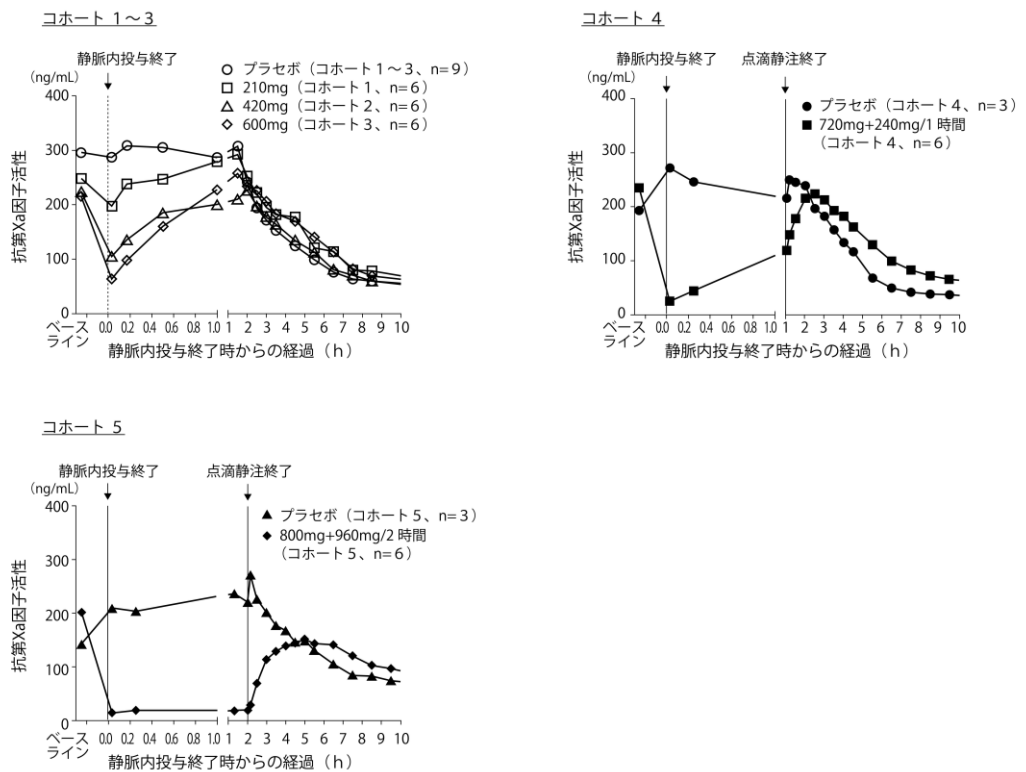 コホート 1～3
静脈内投与終了
(ng/mL)
プラセボ（コホート1～3、n=9）
210mg（コホート1、n=6）
420mg（コホート2、n=6）
600mg（コホート3、n=6）
400
300
200
100
0
抗第Xa因子活性
ベースライン
0.0 0.2 0.4 0.6 0.8 1.0 1 2 3 4 5 6 7 8 9 10
静脈内投与終了時からの経過（h）
コホート 4
静脈内投与終了 点滴静注終了
(ng/mL)
プラセボ（コホート4、n=3）
720mg+240mg/1時間
（コホート4、n=6）
400
300
200
100
0
抗第Xa因子活性
ベース
ライン
0.0 0.2 0.4 0.6 0.8 1.0 1 2 3 4 5 6 7 8 9 10
静脈内投与終了時からの経過（h）
コホート 5
静脈内投与終了 点滴静注終了
(ng/mL)
プラセボ（コホート5、n=3）
800mg+960mg/2時間
（コホート5、n=6）
400
300
200
100
0
抗第Xa因子活性
ベース
ライン
0.0 0.2 0.4 0.6 0.8 1.0 1 2 3 4 5 6 7 8 9 10
静脈内投与終了時からの経過（h）